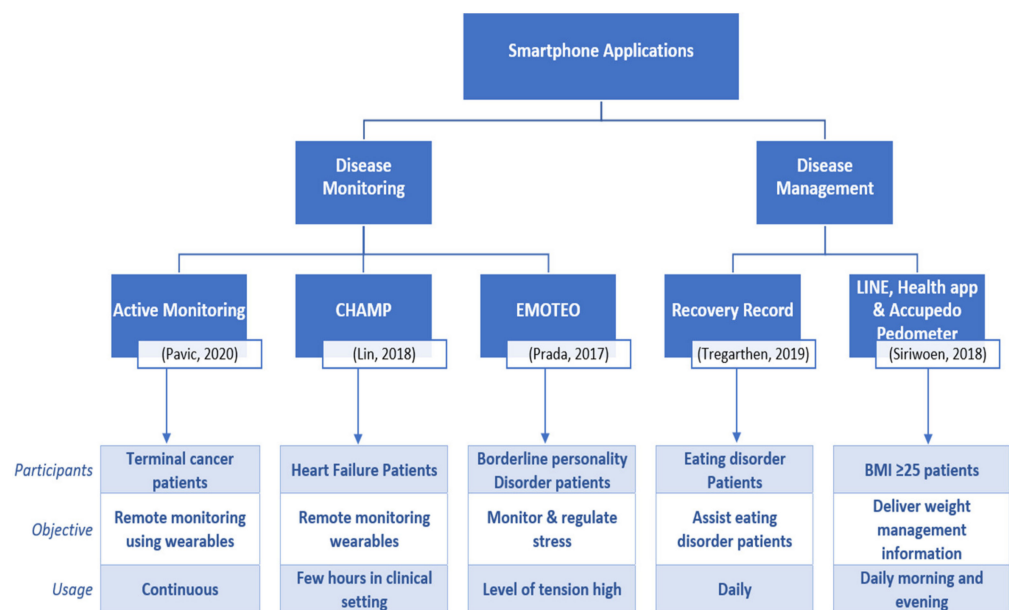 Smartphone Applications
Disease
Monitoring
Disease
Management
Active Monitoring
(Pavic, 2020)
CHAMP
(Lin, 2018)
EMOTEO
(Prada, 2017)
Recovery Record
(Tregarthen, 2019)
LINE, Health app
& Accupedo
Pedometer
(Siriwoen, 2018)
Participants
Terminal cancer
patients
Heart Failure Patients
Borderline personality
Disorder patients
Eating disorder
Patients
BMI ≥25 patients
Objective
Remote monitoring
using wearables
Remote monitoring
wearables
Monitor & regulate
stress
Assist eating
disorder patients
Deliver weight
management
information
Usage
Continuous
Few hours in clinical
setting
Level of tension high
Daily
Daily morning and
evening